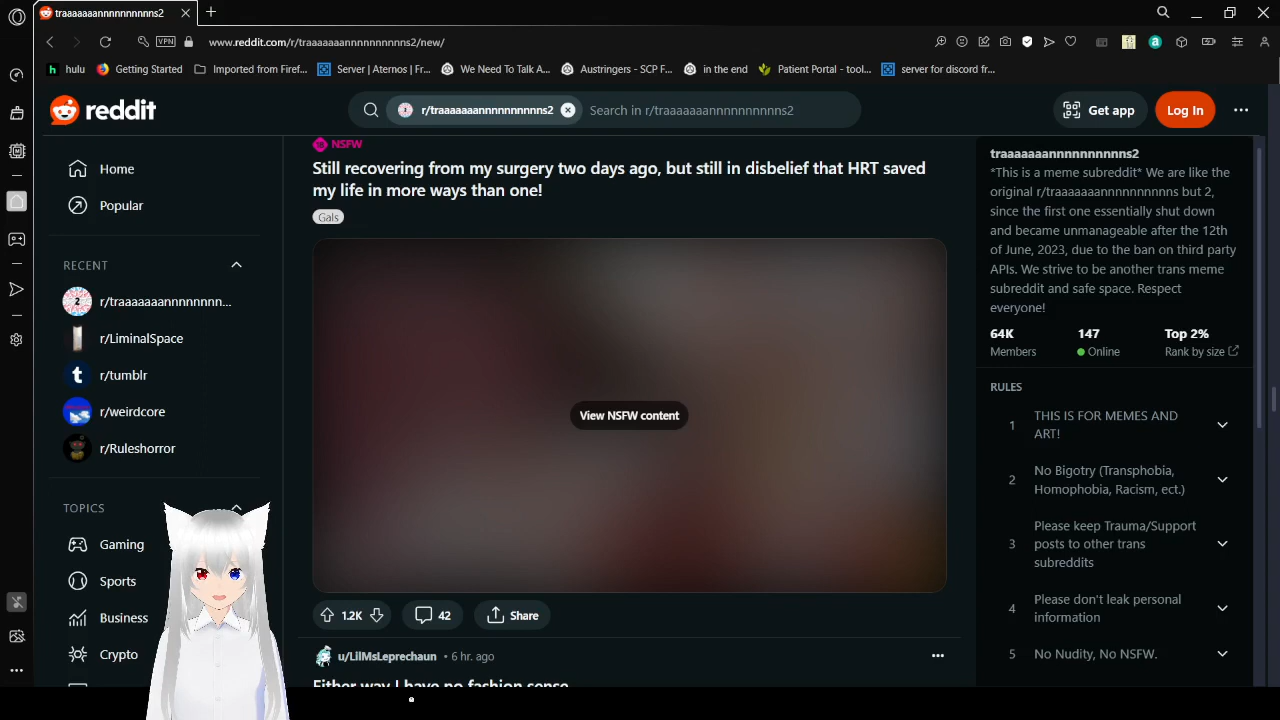 traaaaaaannnnnnnnnns2
VPN
www.reddit.com/r/traaaaaaannnnnnnnnns2/new/
hulu
Getting Started
Imported from Firef...
Server | Aternos | Fr...
We Need To Talk A...
Austringers - SCP F...
in the end
Patient Portal - tool...
server for discord fr...
reddit
r/traaaaaaannnnnnnnnns2
Search in r/traaaaaaannnnnnnnnns2
Get app
Log In
Home
Popular
RECENT
r/traaaaaaannnnnnn...
r/LiminalSpace
r/tumblr
r/weirdcore
r/Ruleshorror
TOPICS
Gaming
Sports
Business
Crypto
18 NSFW
Still recovering from my surgery two days ago, but still in disbelief that HRT saved
my life in more ways than one!
Gals
View NSFW content
1.2K
42
Share
u/LilMsLeprechaun • 6 hr. ago
Either way I have no fashion sense
traaaaaaannnnnnnnnns2
*This is a meme subreddit* We are like the
original r/traaaaaaannnnnnnnnns but 2,
since the first one essentially shut down
and became unmanageable after the 12th
of June, 2023, due to the ban on third party
APIs. We strive to be another trans meme
subreddit and safe space. Respect
everyone!
64K 147 Top 2%
Members Online Rank by size
RULES
1 THIS IS FOR MEMES AND
ART!
2 No Bigotry (Transphobia,
Homophobia, Racism, ect.)
3 Please keep Trauma/Support
posts to other trans
subreddits
4 Please don't leak personal
information
5 No Nudity, No NSFW.